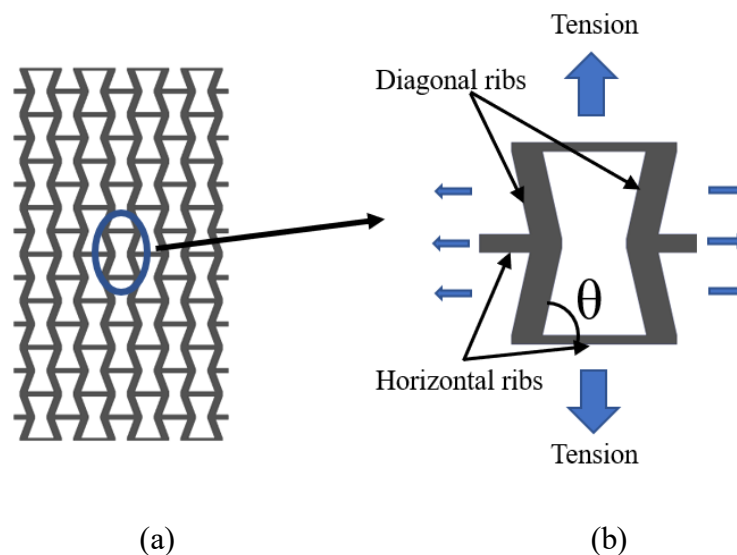 Tension
Diagonal ribs
θ
Horizontal ribs
Tension
(a)
(b)